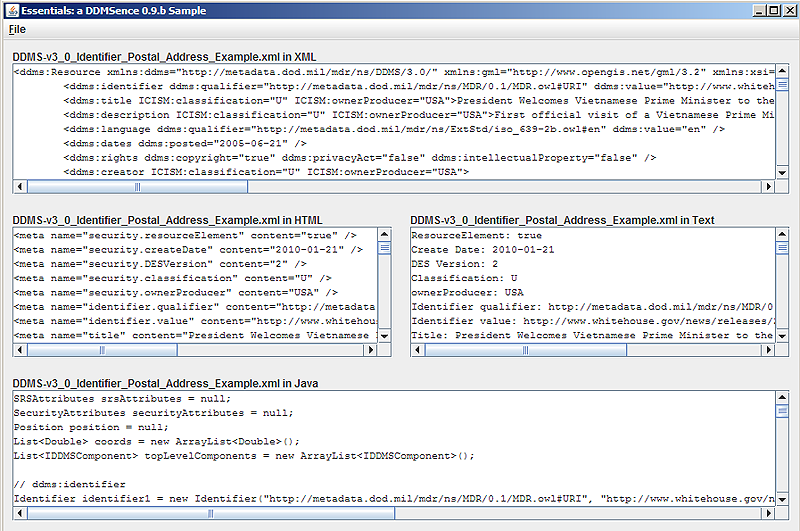 Essentials: a DDMSence 0.9.b Sample
File
DDMS-v3_0_Identifier_Postal_Address_Example.xml in XML
<ddms:Resource xmlns:ddms="http://metadata.dod.mil/mdr/ns/DDMS/3.0/" xmlns:gml="http://www.opengis.net/gml/3.2" xmlns:xsi=
<ddms:identifier ddms:qualifier="http://metadata.dod.mil/mdr/ns/MDR/0.1/MDR.owl#URI" ddms:value="http://www.whiteh
<ddms:title ICISM:classification="U" ICISM:ownerProducer="USA">President Welcomes Vietnamese Prime Minister to the
<ddms:description ICISM:classification="U" ICISM:ownerProducer="USA">First official visit of a Vietnamese Prime Mi
<ddms:language ddms:qualifier="http://metadata.dod.mil/mdr/ns/ExtStd/iso_639-2b.owl#en" ddms:value="en" />
<ddms:dates ddms:posted="2005-06-21" />
<ddms:rights ddms:copyright="true" ddms:privacyAct="false" ddms:intellectualProperty="false" />
<ddms:creator ICISM:classification="U" ICISM:ownerProducer="USA">
DDMS-v3_0_Identifier_Postal_Address_Example.xml in HTML
<meta name="security.resourceElement" content="true" />
<meta name="security.createDate" content="2010-01-21" />
<meta name="security.DESVersion" content="2" />
<meta name="security.classification" content="U" />
<meta name="security.ownerProducer" content="USA" />
<meta name="identifier.qualifier" content="http://metadata
<meta name="identifier.value" content="http://www.whitehou
<meta name="title" content="President Welcomes Vietnamese
DDMS-v3_0_Identifier_Postal_Address_Example.xml in Text
ResourceElement: true
Create Date: 2010-01-21
DES Version: 2
Classification: U
ownerProducer: USA
Identifier qualifier: http://metadata.dod.mil/mdr/ns/MDR/0
Identifier value: http://www.whitehouse.gov/news/releases/
Title: President Welcomes Vietnamese Prime Minister to the
DDMS-v3_0_Identifier_Postal_Address_Example.xml in Java
SRSAttributes srsAttributes = null;
SecurityAttributes securityAttributes = null;
Position position = null;
List<Double> coords = new ArrayList<Double>();
List<IDDMSComponent> topLevelComponents = new ArrayList<IDDMSComponent>();
// ddms:identifier
Identifier identifier1 = new Identifier("http://metadata.dod.mil/mdr/ns/MDR/0.1/MDR.owl#URI", "http://www.whitehouse.gov/n